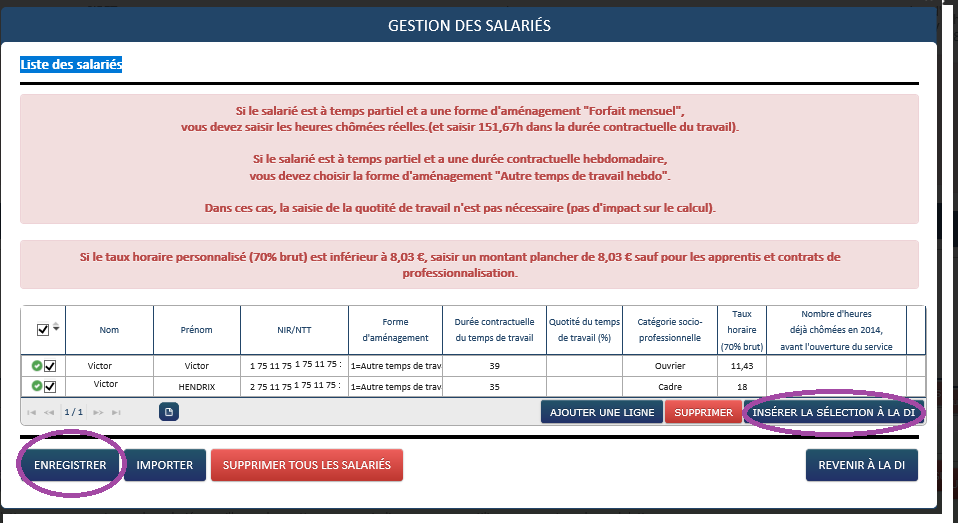 GESTION DES SALARIÉS
Liste des salariés
Si le salarié est à temps partiel et a une forme d'aménagement "Forfait mensuel",
vous devez saisir les heures chômées réelles.(et saisir 151,67h dans la durée contractuelle du travail).
Si le salarié est à temps partiel et a une durée contractuelle hebdomadaire,
vous devez choisir la forme d'aménagement "Autre temps de travail hebdo".
Dans ces cas, la saisie de la quotité de travail n'est pas nécessaire (pas d'impact sur le calcul).
Si le taux horaire personnalisé (70% brut) est inférieur à 8,03 €, saisir un montant plancher de 8,03 € sauf pour les apprentis et contrats de
professionnalisation.
Nom Prénom NIR/NTT Forme d'aménagement Durée contractuelle du temps de travail Quotité du temps de travail (%) Catégorie socio-professionnelle Taux horaire (70% brut) Nombre d'heures déjà chômées en 2014, avant l'ouverture du service
Victor Victor 1 75 11 75 1 75 11 75 : 1=Autre temps de trav 39 Ouvrier 11,43
Victor HENDRIX 2 75 11 75 1 75 11 75 : 1=Autre temps de trav 35 Cadre 18
1 / 1 AJOUTER UNE LIGNE SUPPRIMER INSÉRER LA SÉLECTION À LA DI
ENREGISTRER IMPORTER SUPPRIMER TOUS LES SALARIÉS REVENIR À LA DI